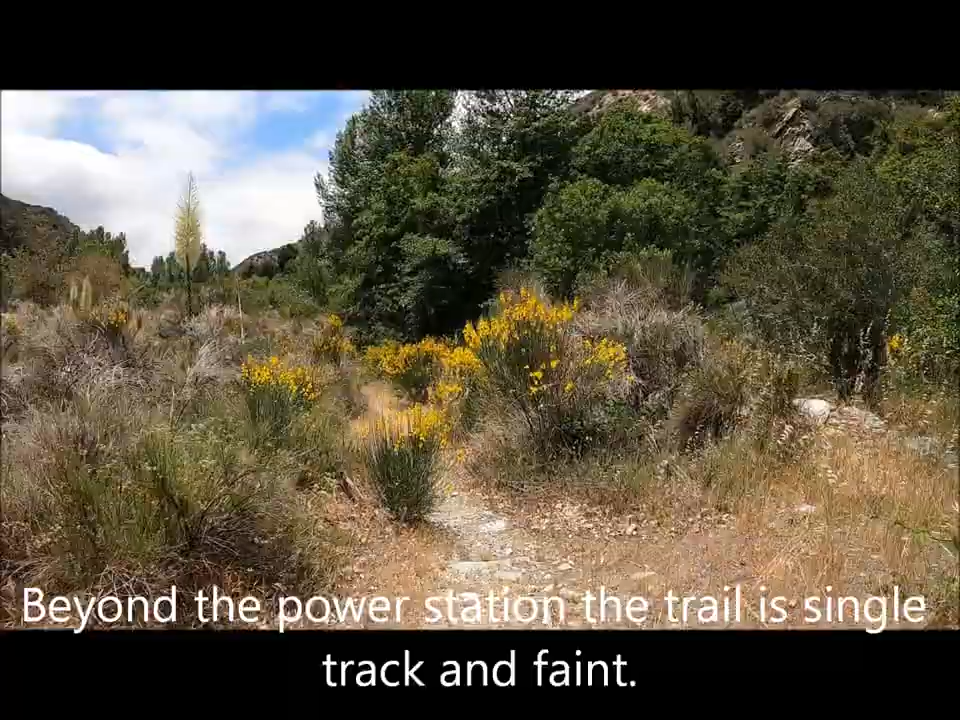 Beyond the power station the trail is single
track and faint.